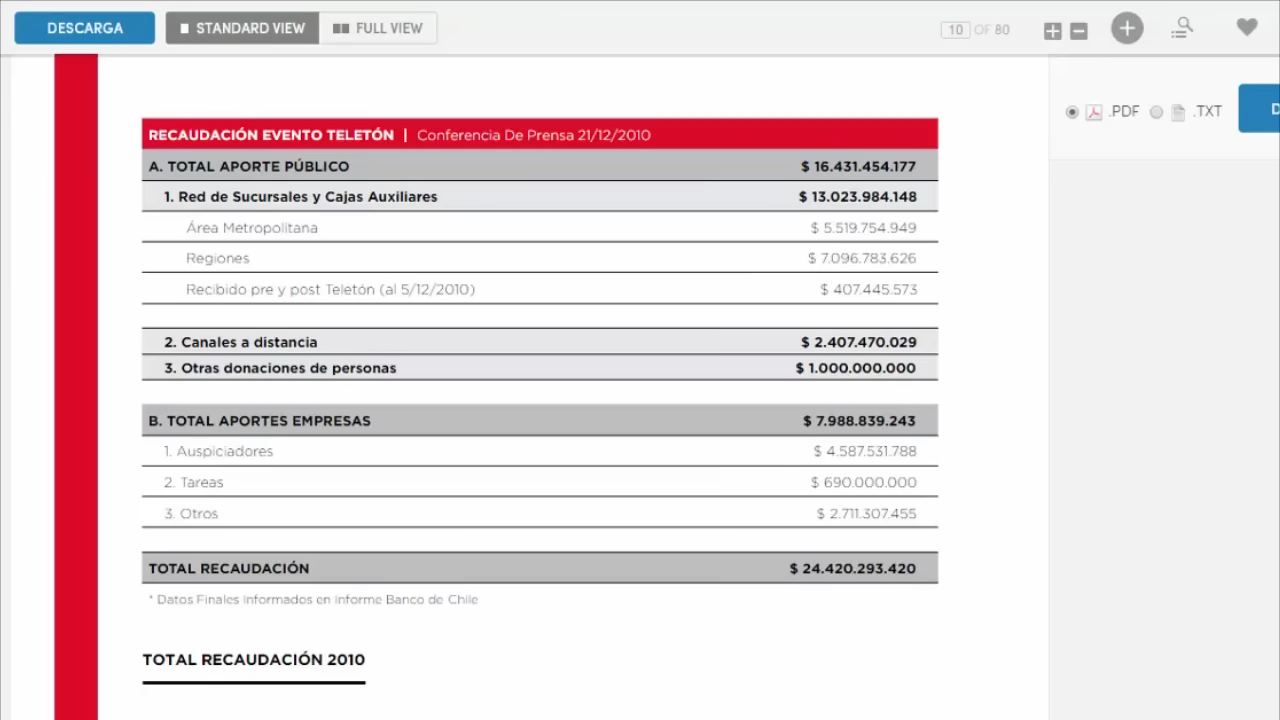 DESCARGA STANDARD VIEW FULL VIEW 10 OF 80
.PDF .TXT D
RECAUDACIÓN EVENTO TELETÓN | Conferencia De Prensa 21/12/2010
A. TOTAL APORTE PÚBLICO $ 16.431.454.177
1. Red de Sucursales y Cajas Auxiliares $ 13.023.984.148
Área Metropolitana $ 5.519.754.949
Regiones $ 7.096.783.626
Recibido pre y post Teletón (al 5/12/2010) $ 407.445.573
2. Canales a distancia $ 2.407.470.029
3. Otras donaciones de personas $ 1.000.000.000
B. TOTAL APORTES EMPRESAS $ 7.988.839.243
1. Auspiciadores $ 4.587.531.788
2. Tareas $ 690.000.000
3. Otros $ 2.711.307.455
TOTAL RECAUDACIÓN $ 24.420.293.420
* Datos Finales Informados en Informe Banco de Chile
TOTAL RECAUDACIÓN 2010